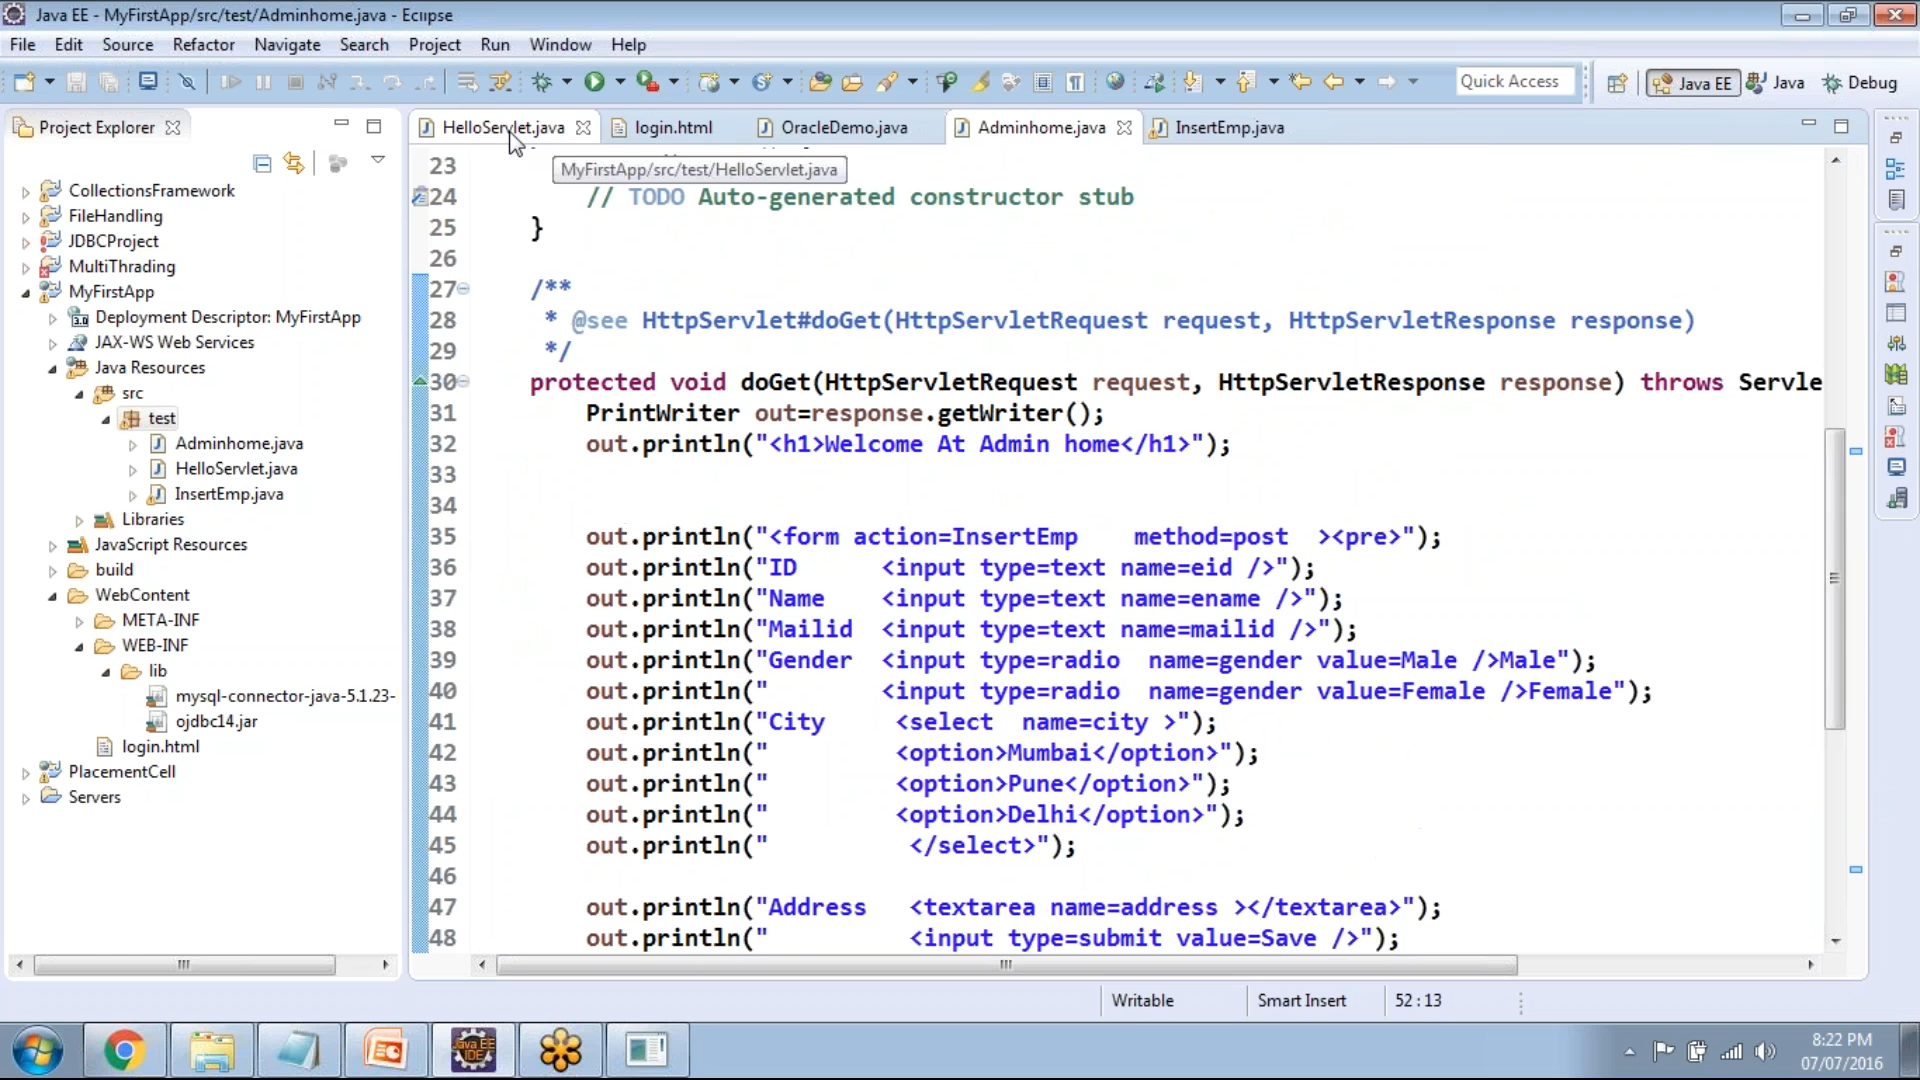 Java EE - MyFirstApp/src/test/Adminhome.java - Eclipse
File Edit Source Refactor Navigate Search Project Run Window Help
Quick Access
Java EE
Java
Debug
Project Explorer
CollectionsFramework
FileHandling
JDBCProject
MultiThrading
MyFirstApp
Deployment Descriptor: MyFirstApp
JAX-WS Web Services
Java Resources
src
test
Adminhome.java
HelloServlet.java
InsertEmp.java
Libraries
JavaScript Resources
build
WebContent
META-INF
WEB-INF
lib
mysql-connector-java-5.1.23-
ojdbc14.jar
login.html
PlacementCell
Servers
HelloServlet.java login.html OracleDemo.java Adminhome.java InsertEmp.java
MyFirstApp/src/test/HelloServlet.java
23
24 // TODO Auto-generated constructor stub
25 }
26
27 /**
28 * @see HttpServlet#doGet(HttpServletRequest request, HttpServletResponse response)
29 */
30 protected void doGet(HttpServletRequest request, HttpServletResponse response) throws Servle
31 PrintWriter out=response.getWriter();
32 out.println("<h1>Welcome At Admin home</h1>");
33
34
35 out.println("<form action=InsertEmp method=post ><pre>");
36 out.println("ID <input type=text name=eid />");
37 out.println("Name <input type=text name=ename />");
38 out.println("Mailid <input type=text name=mailid />");
39 out.println("Gender <input type=radio name=gender value=Male />Male");
40 out.println(" <input type=radio name=gender value=Female />Female");
41 out.println("City <select name=city >");
42 out.println(" <option>Mumbai</option>");
43 out.println(" <option>Pune</option>");
44 out.println(" <option>Delhi</option>");
45 out.println(" </select>");
46
47 out.println("Address <textarea name=address ></textarea>");
48 out.println(" <input type=submit value=Save />");
Writable
Smart Insert
52 : 13
Java EE
IDE
8:22 PM
07/07/2016